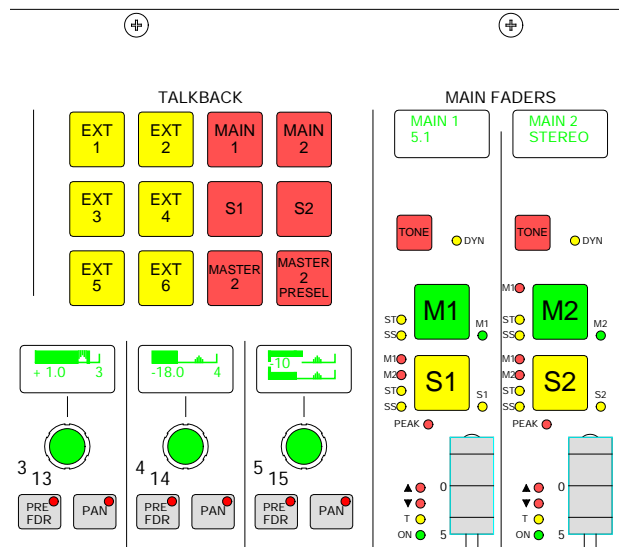 TALKBACK
MAIN FADERS
EXT 1
EXT 2
MAIN 1
MAIN 2
MAIN 1
5.1
MAIN 2
STEREO
EXT 3
EXT 4
S1
S2
TONE
DYN
TONE
DYN
EXT 5
EXT 6
MASTER 2
MASTER 2 PRESEL
M1
ST
SS
M1
M1
M1
ST
SS
M2
M2
M1
M2
ST
SS
S1
S1
PEAK
M1
M2
ST
SS
S2
S2
PEAK
+ 1.0 3
-18.0 4
-10
3
13
4
14
5
15
PRE FDR
PAN
PRE FDR
PAN
PRE FDR
PAN
▲
▼
T
ON
0
5
▲
▼
T
ON
0
5